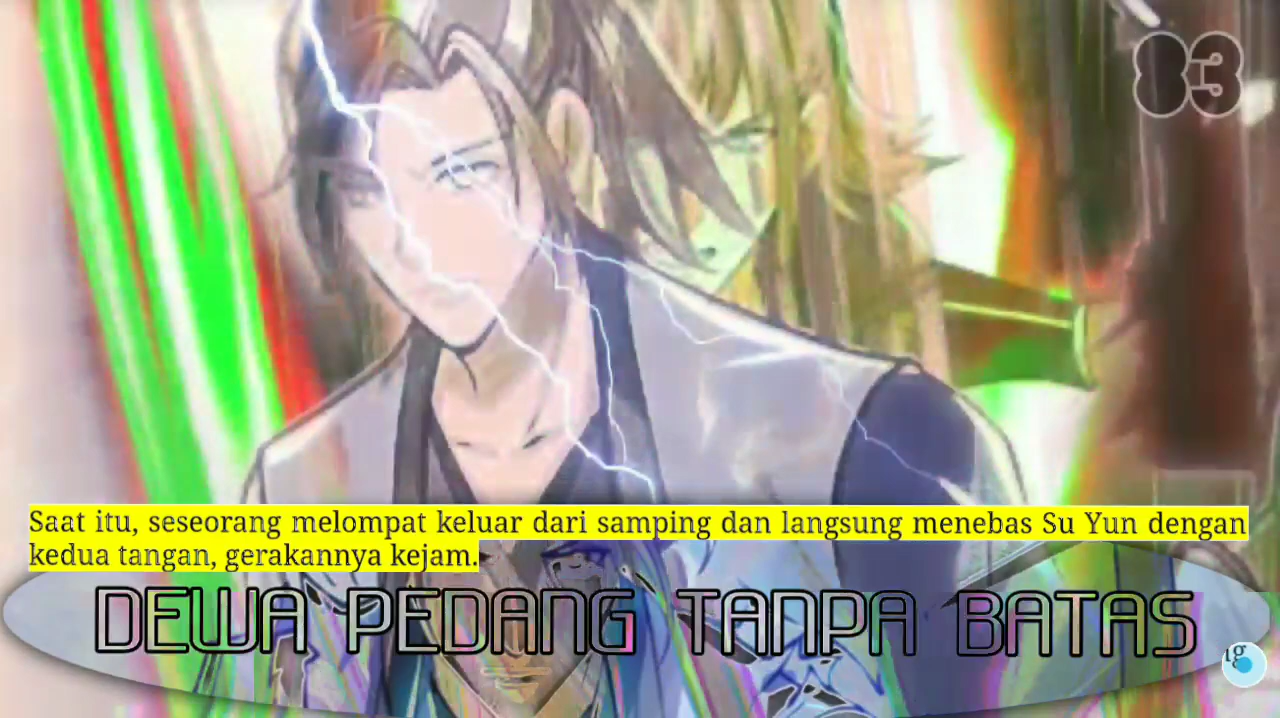 83
Saat itu, seseorang melompat keluar dari samping dan langsung menebas Su Yun dengan
kedua tangan, gerakannya kejam.
DEWA PEDANG TANPA BATAS